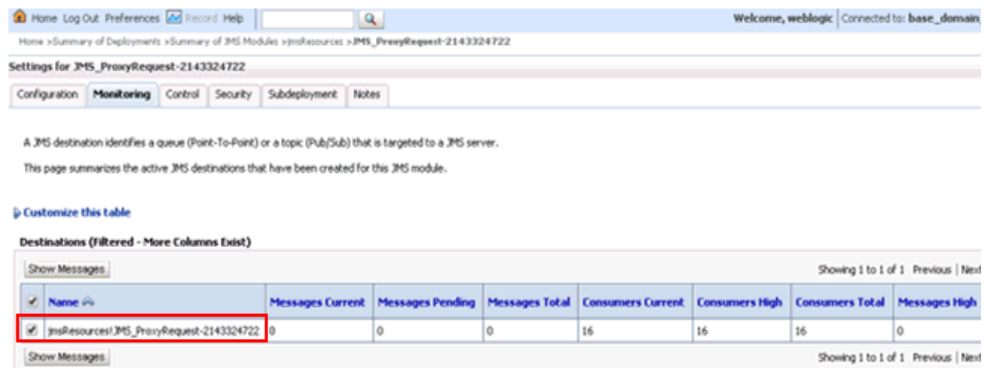 Home Log Out Preferences Record Help Welcome, weblogic Connected to: base_domain
Home >Summary of Deployments >Summary of JMS Modules >jmsResources >JMS_ProxyRequest-2143324722
Settings for JMS_ProxyRequest-2143324722
Configuration Monitoring Control Security Subdeployment Notes
A JMS destination identifies a queue (Point-To-Point) or a topic (Pub/Sub) that is targeted to a JMS server.
This page summarizes the active JMS destinations that have been created for this JMS module.
Customize this table
Destinations (Filtered - More Columns Exist)
Show Messages Showing 1 to 1 of 1 Previous | Next
Name Messages Current Messages Pending Messages Total Consumers Current Consumers High Consumers Total Messages High
jmsResources!JMS_ProxyRequest-2143324722 0 0 0 16 16 16 0
Show Messages Showing 1 to 1 of 1 Previous | Next